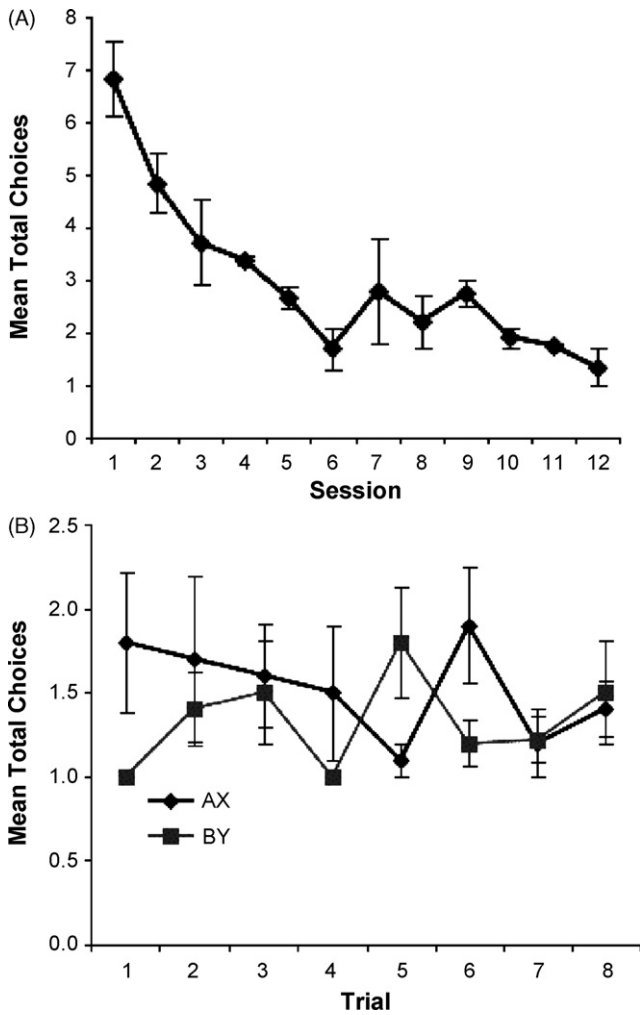 (A)
Mean Total Choices
8
7
6
5
4
3
2
1
0
1 2 3 4 5 6 7 8 9 10 11 12
Session
(B)
Mean Total Choices
2.5
2.0
1.5
1.0
0.5
0.0
AX
BY
1 2 3 4 5 6 7 8
Trial